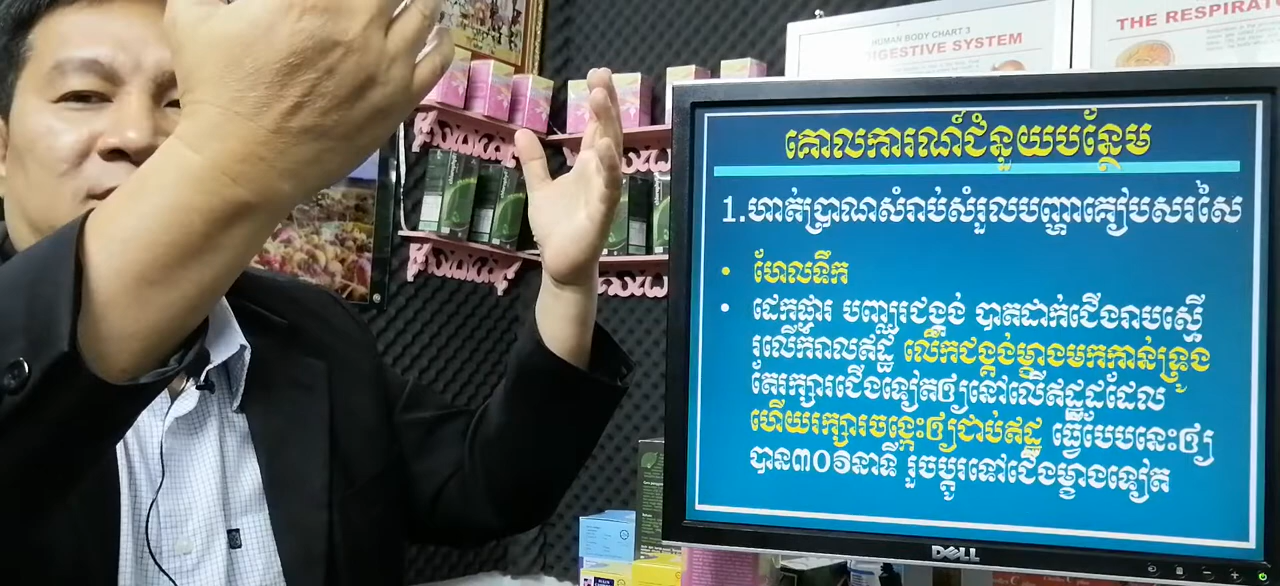 HUMAN BODY CHART 3
DIGESTIVE SYSTEM
THE RESPIRAT
គោលការណ៍ជំនួយបន្ថែម
1.ហាត់ប្រាណសំរាប់សំរួលបញ្ហាគៀបសរសៃ
• ហែលទឹក
• ដេកផ្ងារ បញ្ឈរជង្គង់ បាតដាក់ជើងរាបស្មើ
រលើកំរាលឥដ្ឋ លើកជង្គង់ម្ខាងមកកាន់ទ្រូង
តែរក្សារជើងទៀតឲ្យនៅលើឥដ្ឋដដែល
ហើយរក្សារចង្កេះឲ្យជាប់ឥដ្ឋ ធ្វើបែបនេះឲ្យ
បាន៣០វិនាទី រួចប្តូរទៅជើងម្ខាងទៀត
DELL